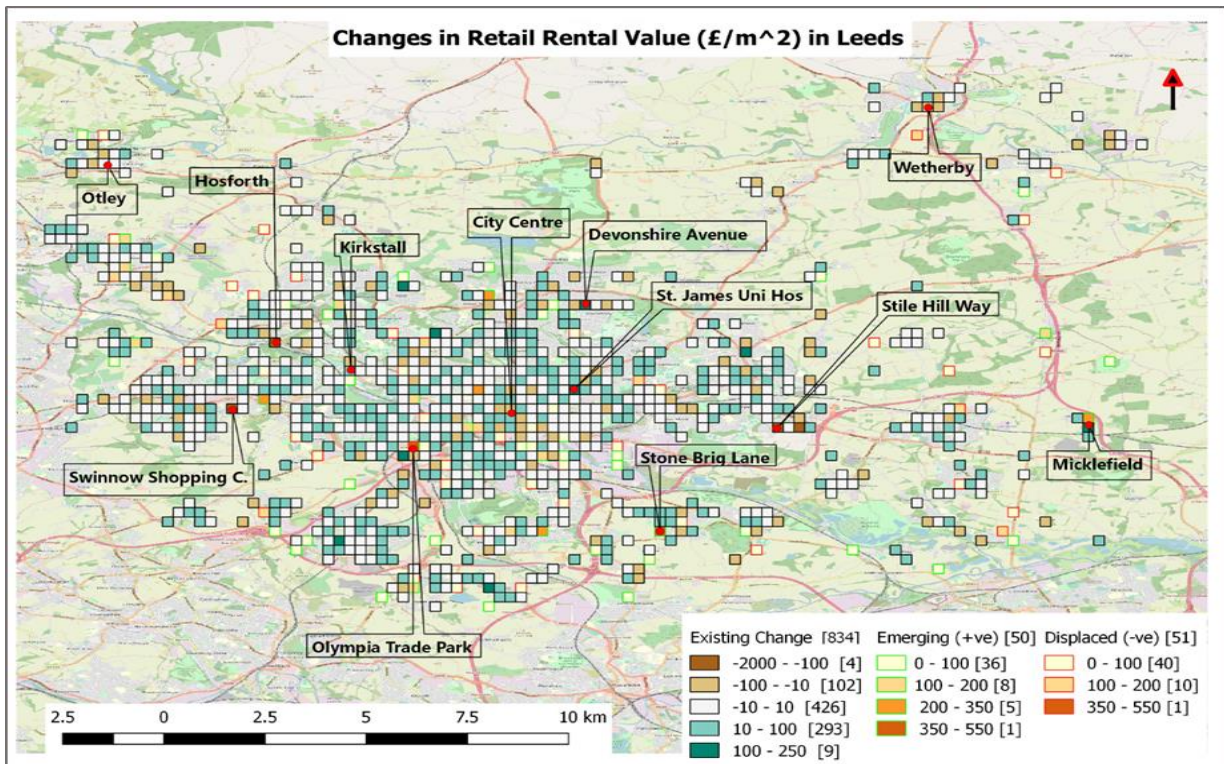 Changes in Retail Rental Value (£/m^2) in Leeds
Wetherby
Otley
Hosforth
City Centre
Kirkstall
Devonshire Avenue
St. James Uni Hos
Stile Hill Way
Swinnow Shopping C.
Stone Brig Lane
Micklefield
Olympia Trade Park
Existing Change [834]
-2000 - -100 [4]
-100 - -10 [102]
-10 - 10 [426]
10 - 100 [293]
100 - 250 [9]
Emerging (+ve) [50]
0 - 100 [36]
100 - 200 [8]
200 - 350 [5]
350 - 550 [1]
Displaced (-ve) [51]
0 - 100 [40]
100 - 200 [10]
350 - 550 [1]
2.5 0 2.5 5 7.5 10 km